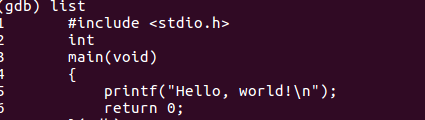 (gdb) list
1 #include <stdio.h>
2 int
3 main(void)
4 {
5 printf("Hello, world!\n");
6 return 0;